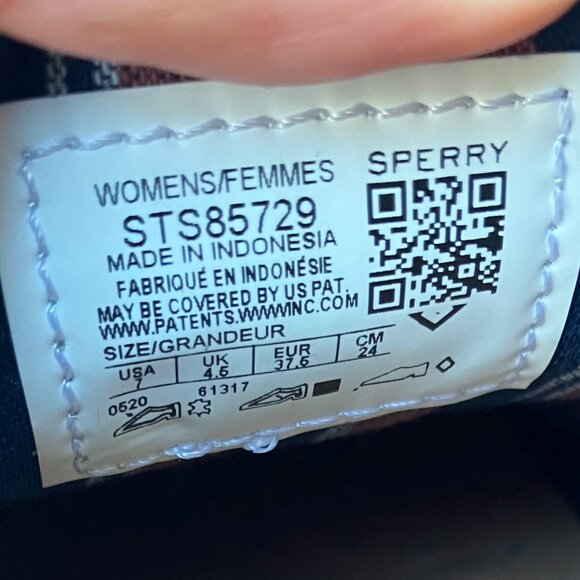 SPERRY
WOMENS/FEMMES
STS85729
MADE IN INDONESIA
FABRIQUÉ EN INDONÉSIE
MAY BE COVERED BY US PAT.
WWW.PATENTS.WWWINC.COM
SIZE/GRANDEUR
USA UK EUR CM
7 4.5 37.5 24
0520 61317